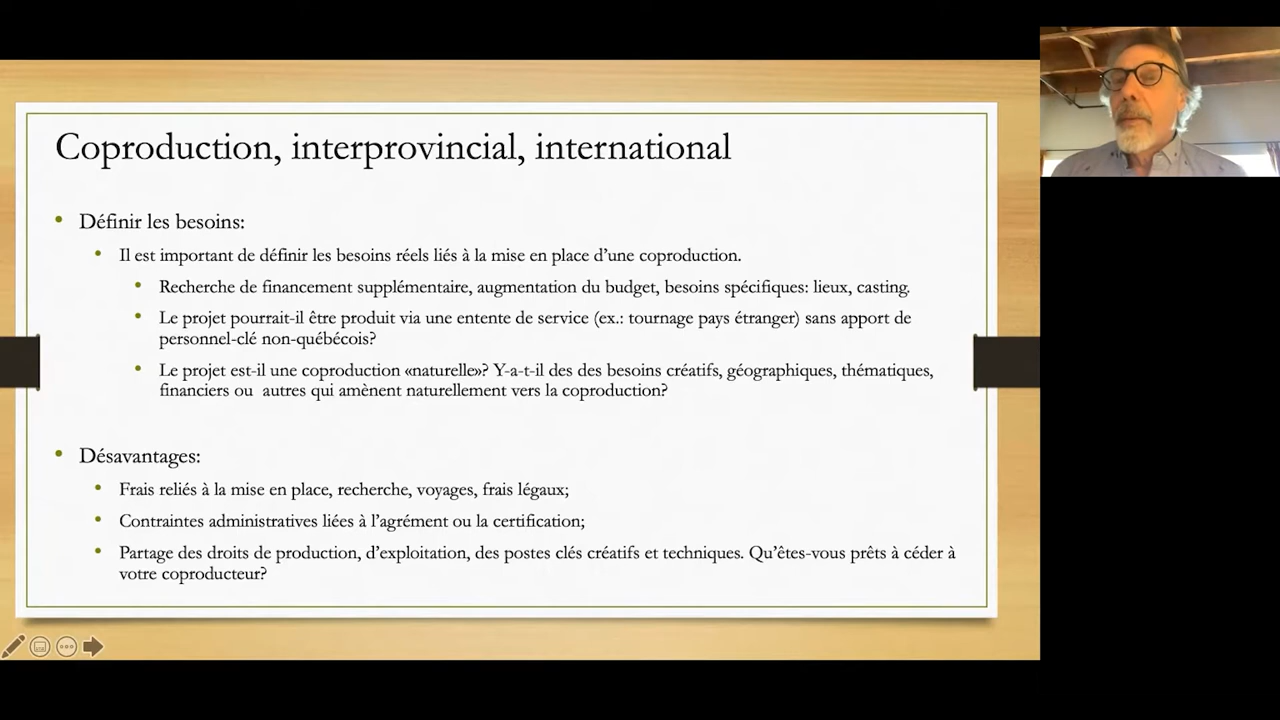 Coproduction, interprovincial, international
• Définir les besoins:
• Il est important de définir les besoins réels liés à la mise en place d’une coproduction.
• Recherche de financement supplémentaire, augmentation du budget, besoins spécifiques: lieux, casting.
• Le projet pourrait-il être produit via une entente de service (ex.: tournage pays étranger) sans apport de
personnel-clé non-québécois?
• Le projet est-il une coproduction «naturelle»? Y-a-t-il des des besoins créatifs, géographiques, thématiques,
financiers ou  autres qui amènent naturellement vers la coproduction?
• Désavantages:
• Frais reliés à la mise en place, recherche, voyages, frais légaux;
• Contraintes administratives liées à l’agrément ou la certification;
• Partage des droits de production, d’exploitation, des postes clés créatifs et techniques. Qu’êtes-vous prêts à céder à
votre coproducteur?